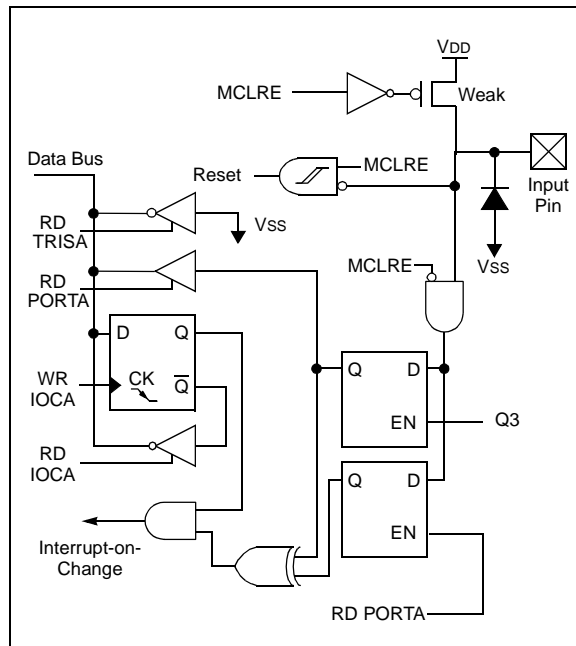 VDD
MCLRE
Weak
Data Bus
MCLRE
Reset
Input
Pin
RD
TRISA
VSS
VSS
MCLRE
RD
PORTA
D Q
Q D
WR
IOCA
CK
Q
EN
Q3
RD
IOCA
Q D
EN
Interrupt-on-
Change
RD PORTA